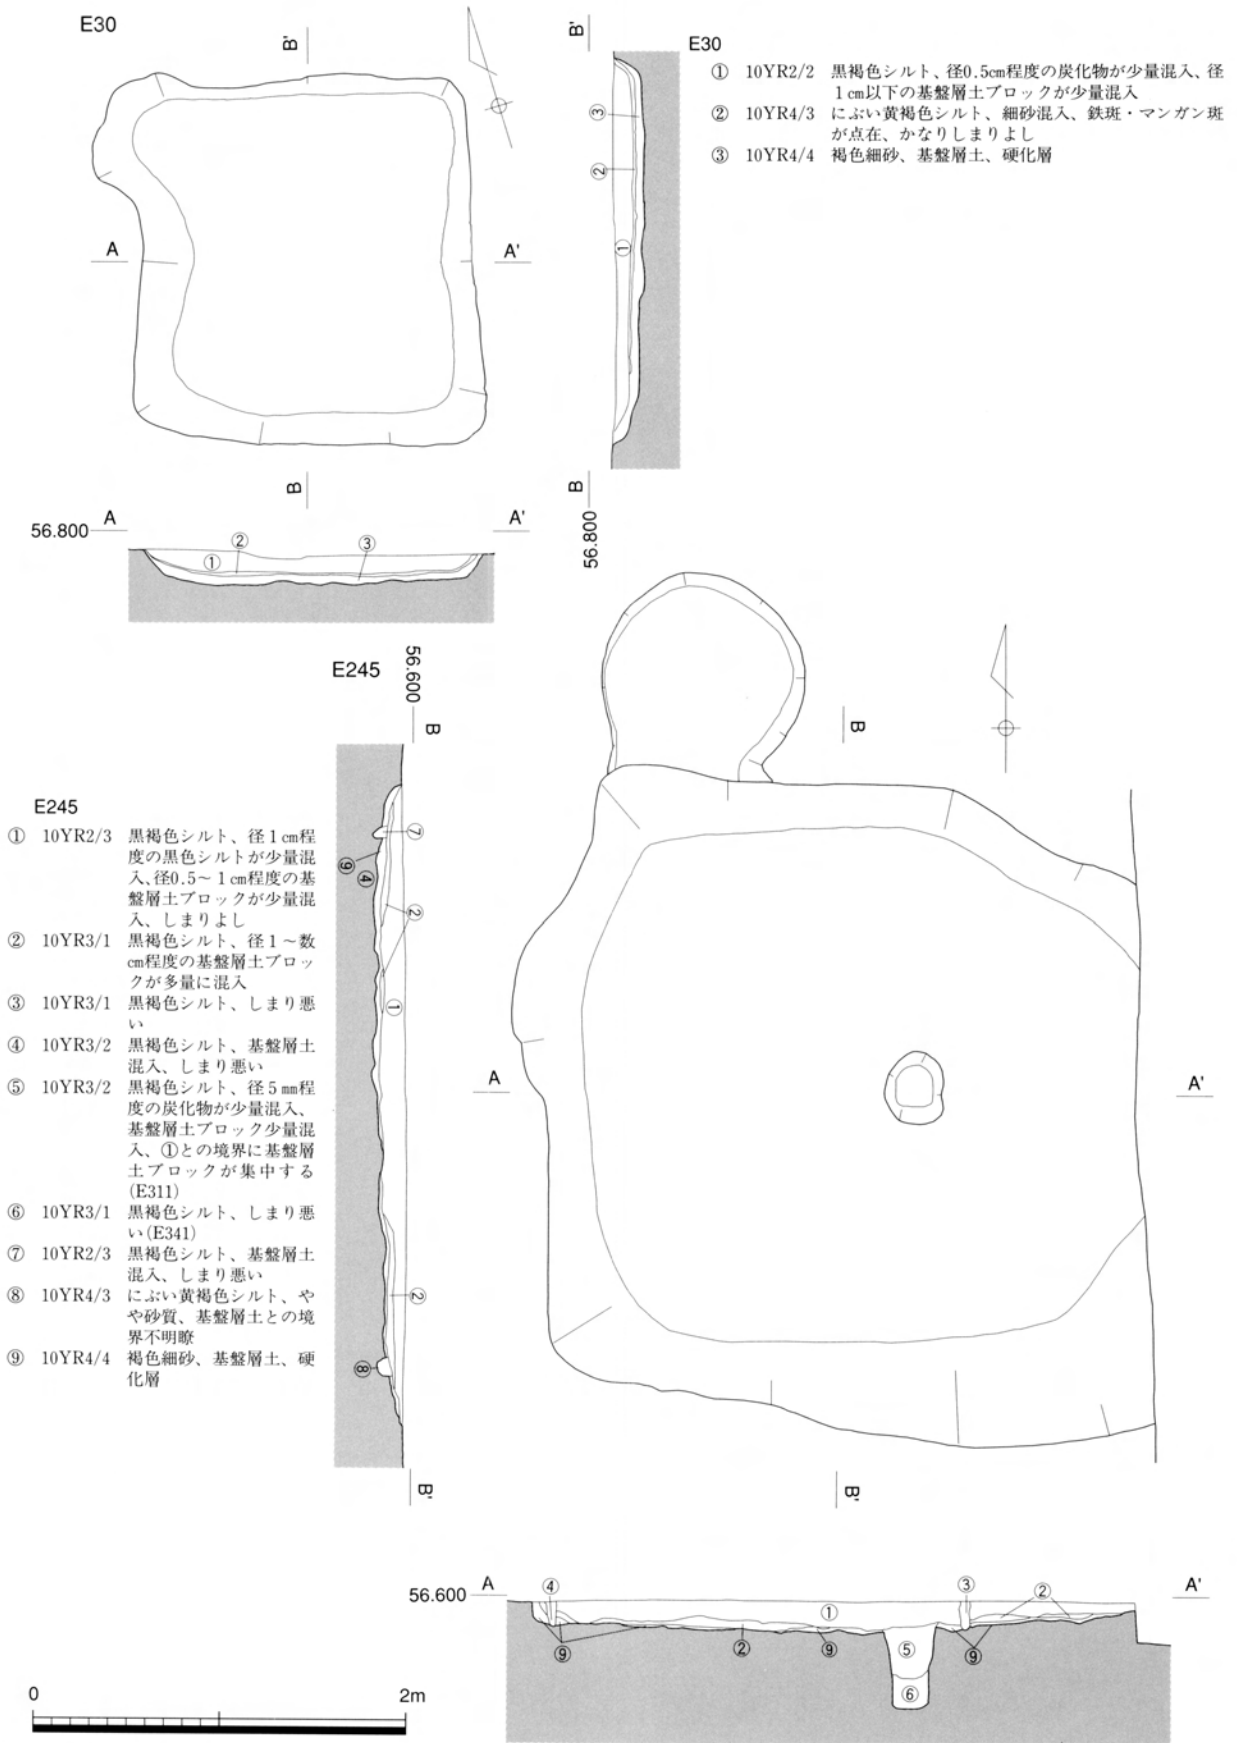 E30
B'
A
A'
B
B'
B
56.800
E30
① 10YR2/2 黒褐色シルト、径0.5cm程度の炭化物が少量混入、径
1cm以下の基盤層土ブロックが少量混入
② 10YR4/3 にぶい黄褐色シルト、細砂混入、鉄斑・マンガン斑
が点在、かなりしまりよし
③ 10YR4/4 褐色細砂、基盤層土、硬化層
③
②
①
56.800 A A'
① ② ③
E245
56.600
B
B'
E245
① 10YR2/3 黒褐色シルト、径1cm程
度の黒色シルトが少量混
入、径0.5~1cm程度の基
盤層土ブロックが少量混
入、しまりよし
② 10YR3/1 黒褐色シルト、径1~数
cm程度の基盤層土ブロッ
クが多量に混入
③ 10YR3/1 黒褐色シルト、しまり悪
い
④ 10YR3/2 黒褐色シルト、基盤層土
混入、しまり悪い
⑤ 10YR3/2 黒褐色シルト、径5mm程
度の炭化物が少量混入、
基盤層土ブロック少量混
入、①との境界に基盤層
土ブロックが集中する
(E311)
⑥ 10YR3/1 黒褐色シルト、しまり悪
い(E341)
⑦ 10YR2/3 黒褐色シルト、基盤層土
混入、しまり悪い
⑧ 10YR4/3 にぶい黄褐色シルト、や
や砂質、基盤層土との境
界不明瞭
⑨ 10YR4/4 褐色細砂、基盤層土、硬
化層
⑦
⑨
④
②
①
②
⑧
B
A
A'
B'
56.600 A A'
④ ① ③ ②
⑨ ② ⑨ ⑤ ⑨
⑥
0 2m